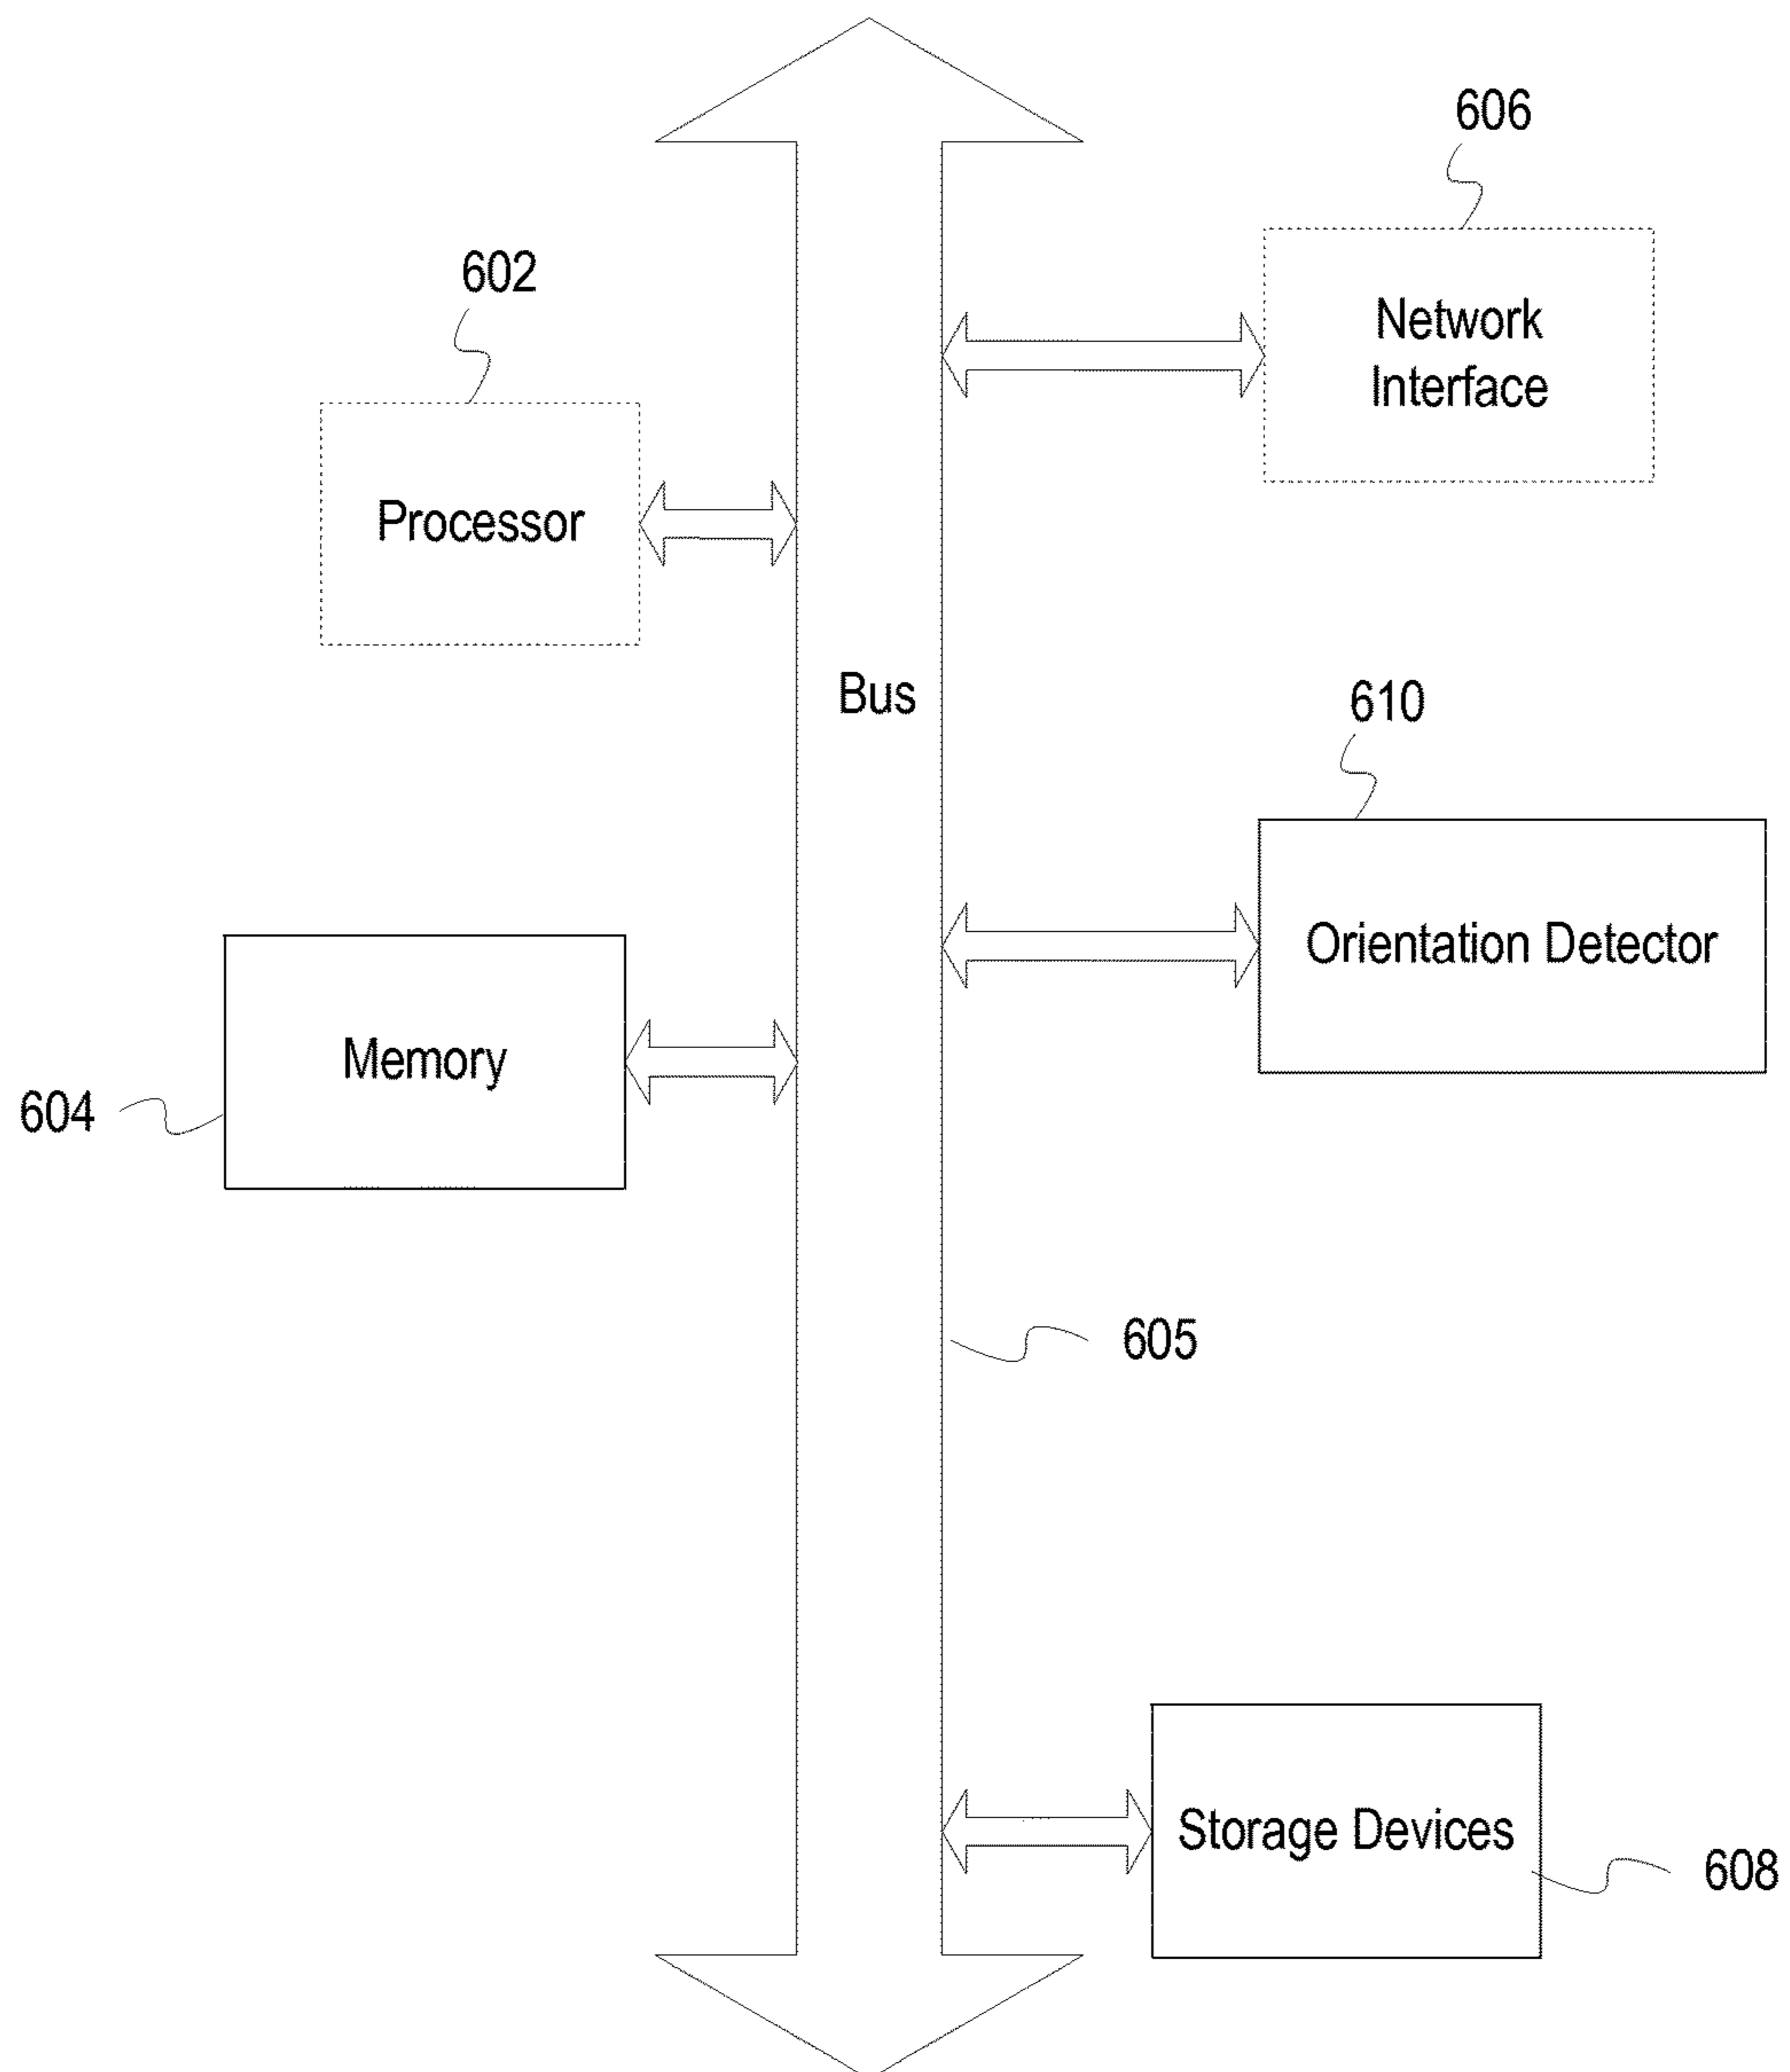 606
602
Network
Interface
Processor
Bus
610
Orientation Detector
Memory
604
605
Storage Devices
608